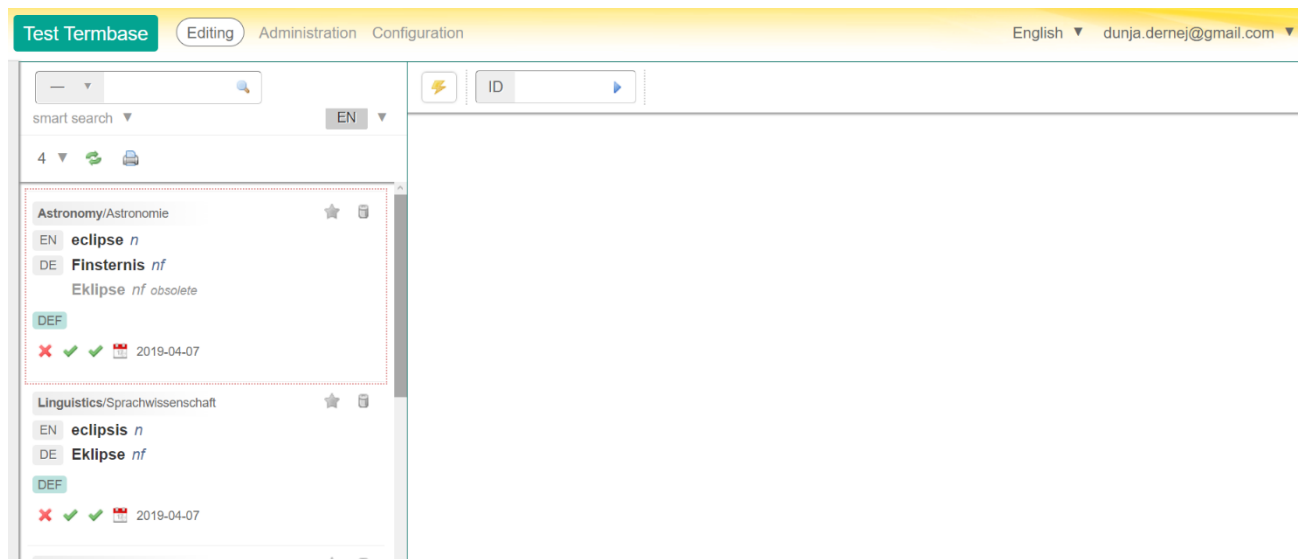 Test Termbase Editing Administration Configuration English ▼ dunja.dernej@gmail.com ▼
— ▼
ID
smart search ▼ EN ▼
4 ▼
Astronomy/Astronomie
EN eclipse n
DE Finsternis nf
Eklipse nf obsolete
DEF
2019-04-07
Linguistics/Sprachwissenschaft
EN eclipsis n
DE Eklipse nf
DEF
2019-04-07